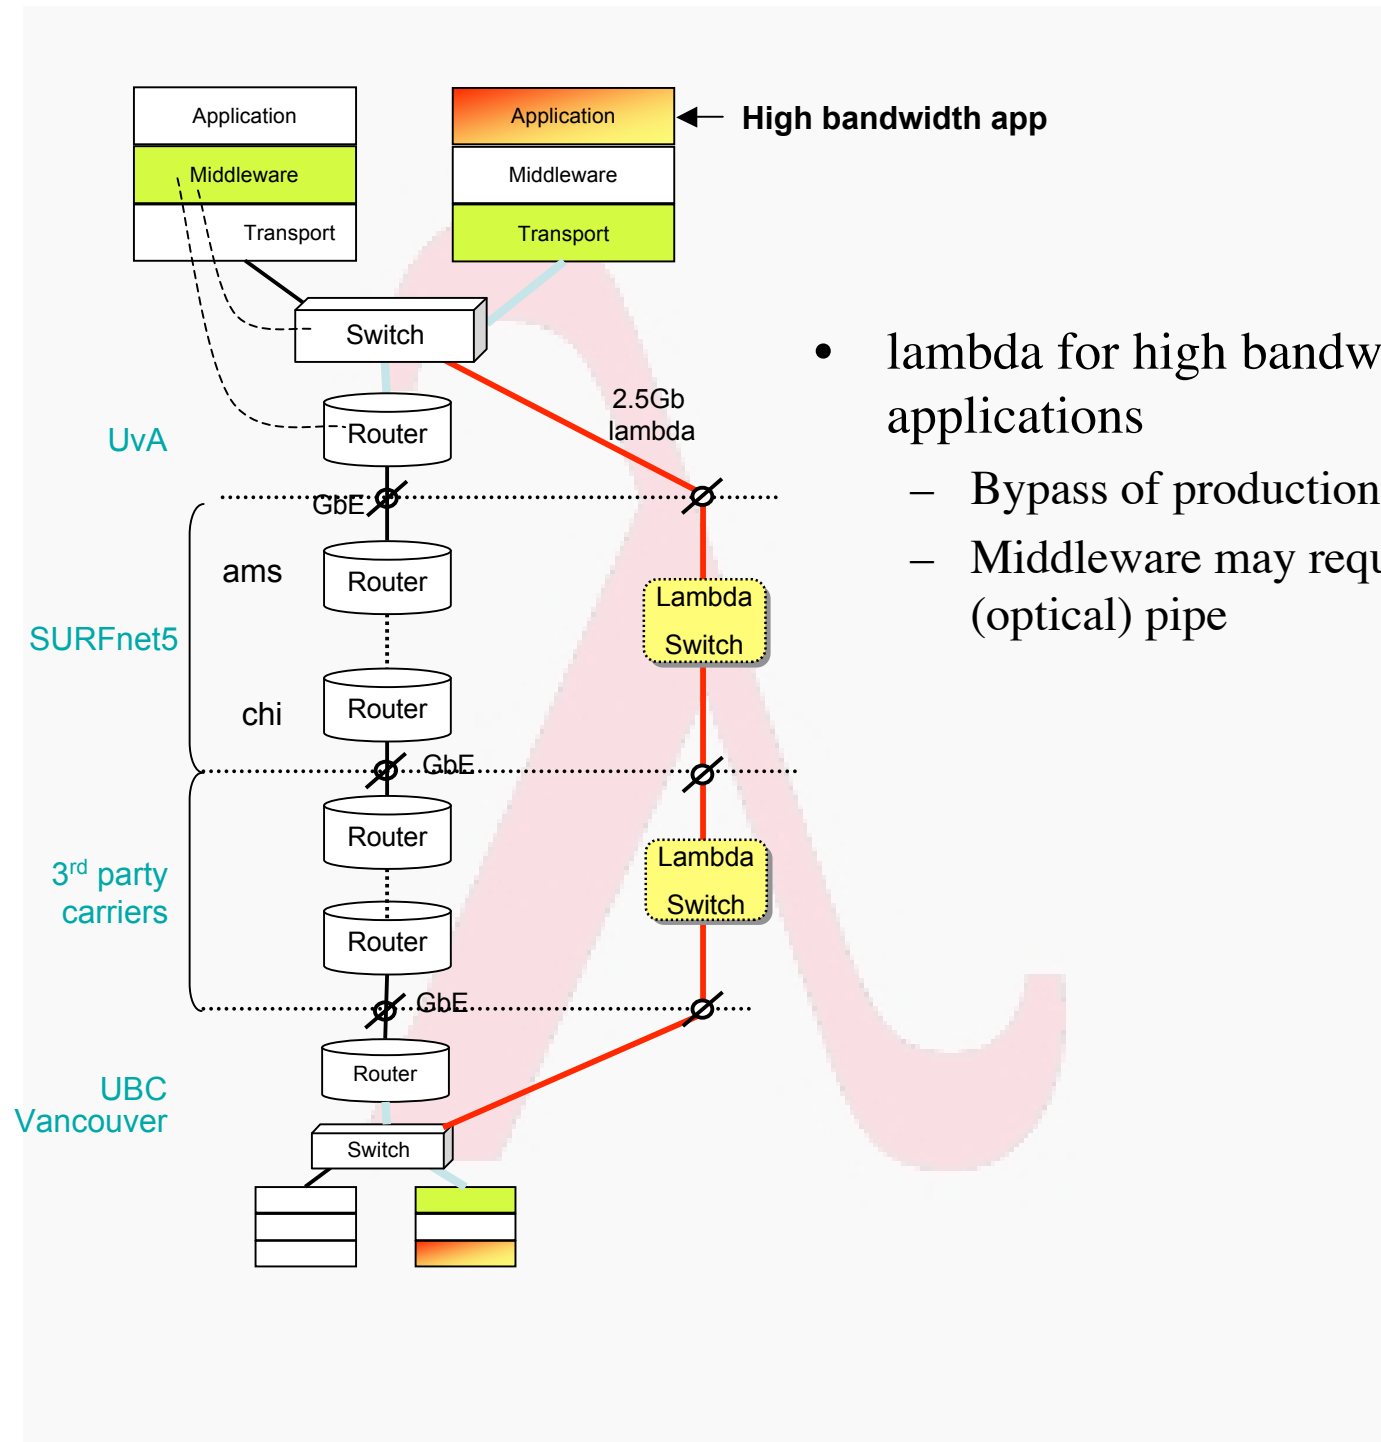 Application
Application
High bandwidth app
Middleware
Middleware
Transport
Transport
Switch
2.5Gb
lambda
Router
UvA
GbE
ams
Router
Lambda
Switch
SURFnet5
chi
Router
GbE
Router
Lambda
Switch
3rd party
carriers
Router
GbE
Router
UBC
Vancouver
Switch
• lambda for high
applications
– Bypass of production
– Middleware may
(optical) pipe